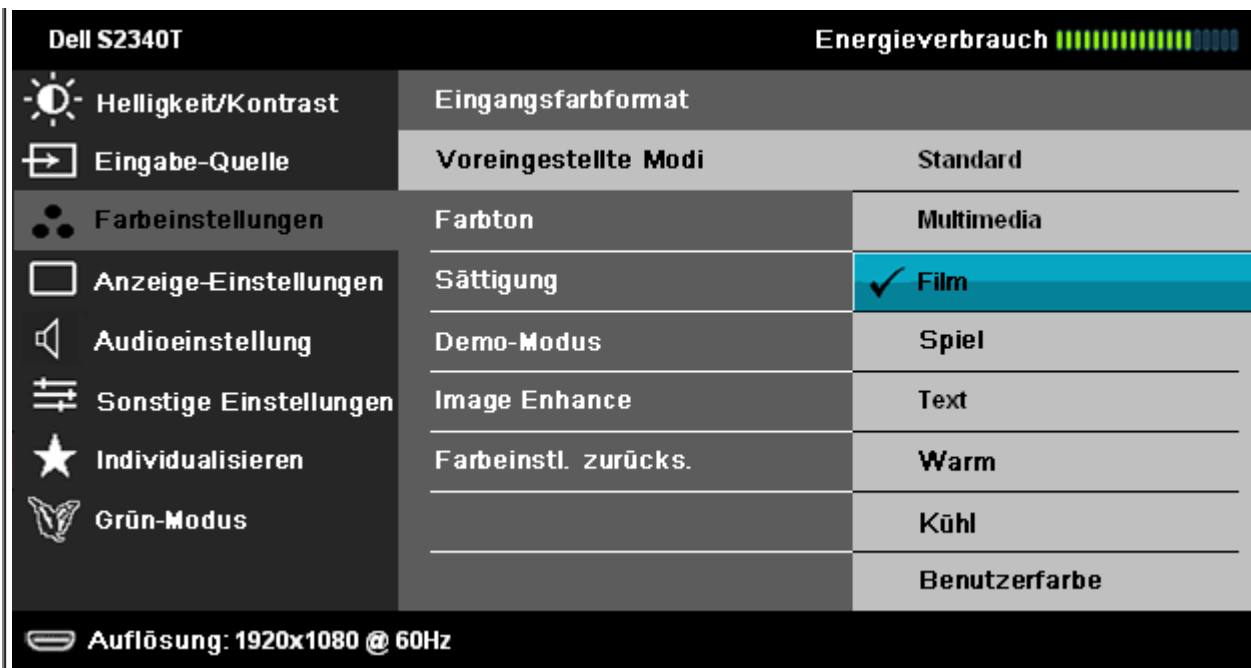 Dell S2340T Energieverbrauch
Helligkeit/Kontrast Eingangsfarbformat
Eingabe-Quelle Voreingestellte Modi Standard
Farbeinstellungen Farbton Multimedia
Anzeige-Einstellungen Sättigung Film
Audioeinstellung Demo-Modus Spiel
Sonstige Einstellungen Image Enhance Text
Individualisieren Farbeinstl. zurücks. Warm
Grün-Modus Kühl
Benutzerfarbe
Auflösung: 1920x1080 @ 60Hz